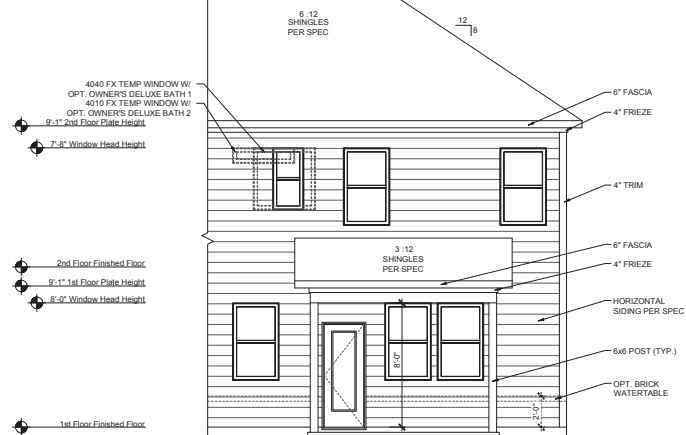 6 :12
SHINGLES
PER SPEC
12
8
4040 FX TEMP WINDOW W/
OPT. OWNER'S DELUXE BATH 1
4010 FX TEMP WINDOW W/
OPT. OWNER'S DELUXE BATH 2
9'-1" 2nd Floor Plate Height
7'-8" Window Head Height
6" FASCIA
4" FRIEZE
4" TRIM
2nd Floor Finished Floor
9'-1" 1st Floor Plate Height
8'-0" Window Head Height
3 :12
SHINGLES
PER SPEC
6" FASCIA
4" FRIEZE
HORIZONTAL
SIDING PER SPEC
8'-0"
6x6 POST (TYP.)
OPT. BRICK
WATERTABLE
2'-0"
1st Floor Finished Floor